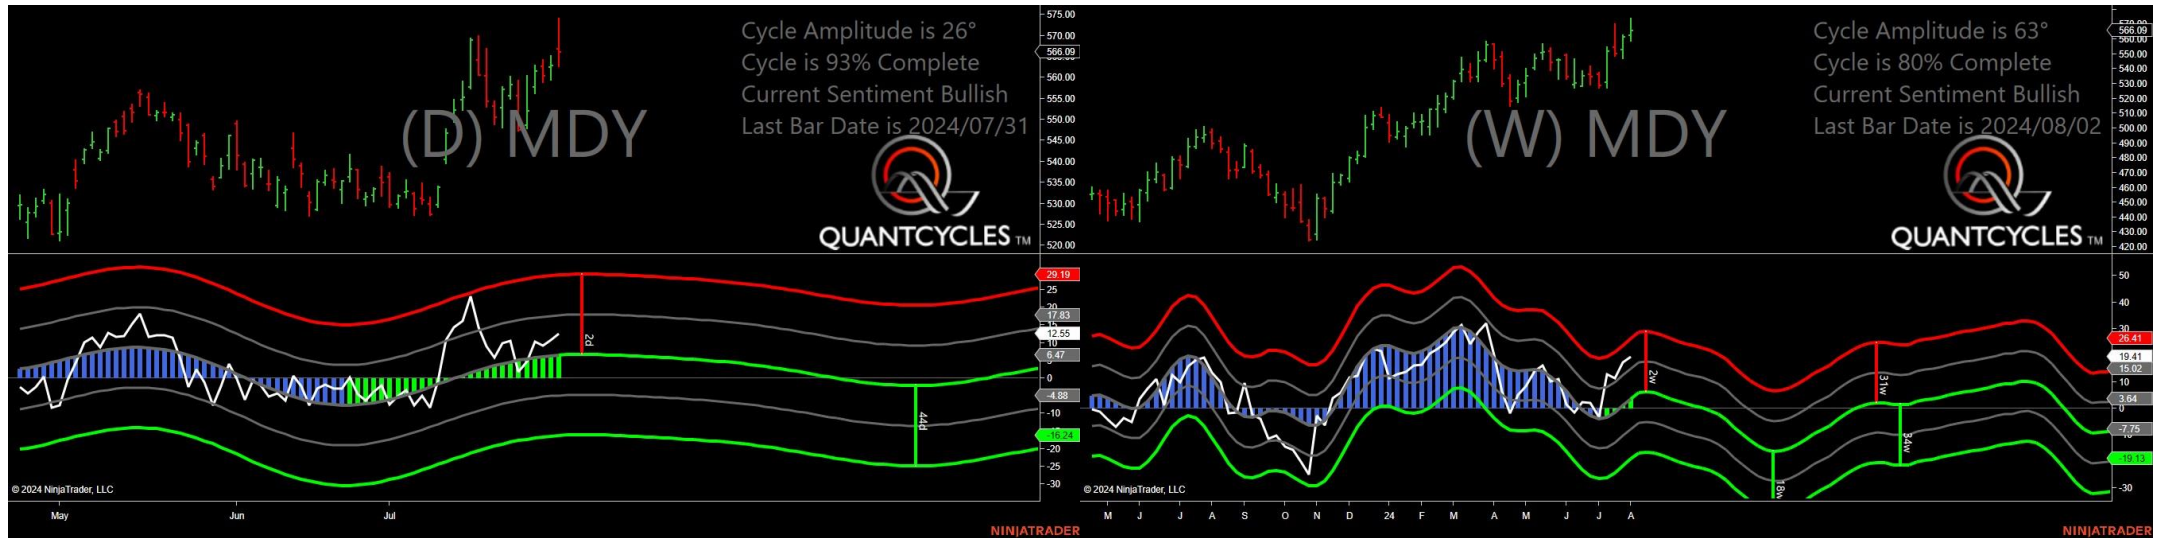 Cycle Amplitude is 26°
Cycle is 93% Complete
Current Sentiment Bullish
Last Bar Date is 2024/07/31
(D) MDY
QUANTCYCLES TM
575.00
570.00
566.09
560.00
555.00
550.00
545.00
540.00
535.00
530.00
525.00
520.00
29.19
25
20
17.83
12.55
6.47
0
-4.88
-10
-16.24
-20
-25
-30
2d
44d
© 2024 NinjaTrader, LLC
May
Jun
Jul
NINJATRADER
Cycle Amplitude is 63°
Cycle is 80% Complete
Current Sentiment Bullish
Last Bar Date is 2024/08/02
(W) MDY
QUANTCYCLES TM
570.00
566.09
560.00
540.00
530.00
520.00
510.00
500.00
490.00
480.00
470.00
460.00
450.00
440.00
430.00
420.00
50
40
30
26.41
19.41
15.02
10
3.64
0
-7.75
-19.13
-30
2w
18w
31w
34w
© 2024 NinjaTrader, LLC
M J J A S O N D 24 F M A M J J A
NINJATRADER